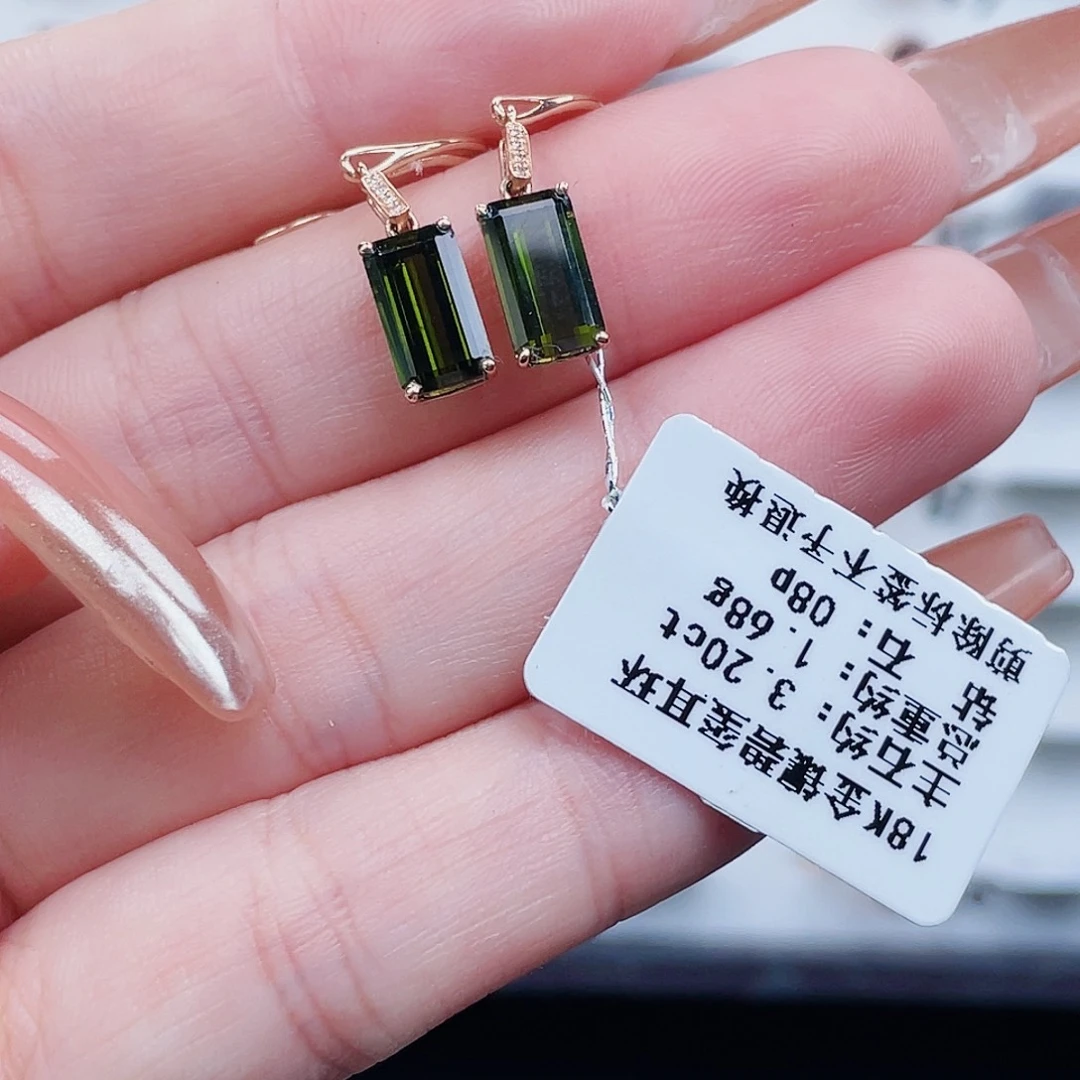 18K金镶碧玺耳环
主石约: 3.20ct
总重约: 1.68g
钻  石: 08p
剪除标签不予退换